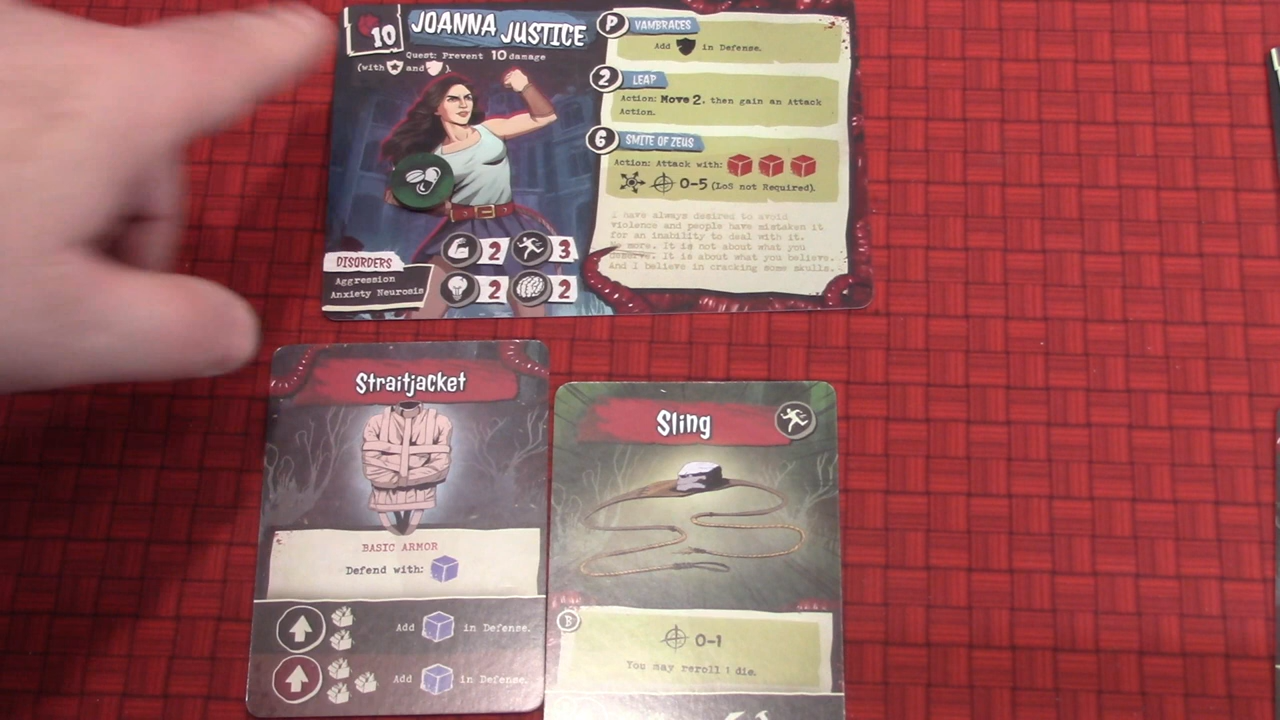 10
JOANNA JUSTICE
Quest: Prevent 10 damage
(with and ).
DISORDERS
Aggression
Anxiety Neurosis
2 3
2 2
P VAMBRACES
Add in Defense.
2 LEAP
Action: Move 2, then gain an Attack
Action.
6 SMITE OF ZEUS
Action: Attack with:
0-5 (LoS not Required).
I have always desired to avoid
violence and people have mistaken it
for an inability to deal with it.
more. It is not about what you
deserve. It is about what you believe.
And I believe in cracking some skulls.
Straitjacket
BASIC ARMOR
Defend with:
Add in Defense.
Add in Defense.
Sling
B
0-1
You may reroll 1 die.